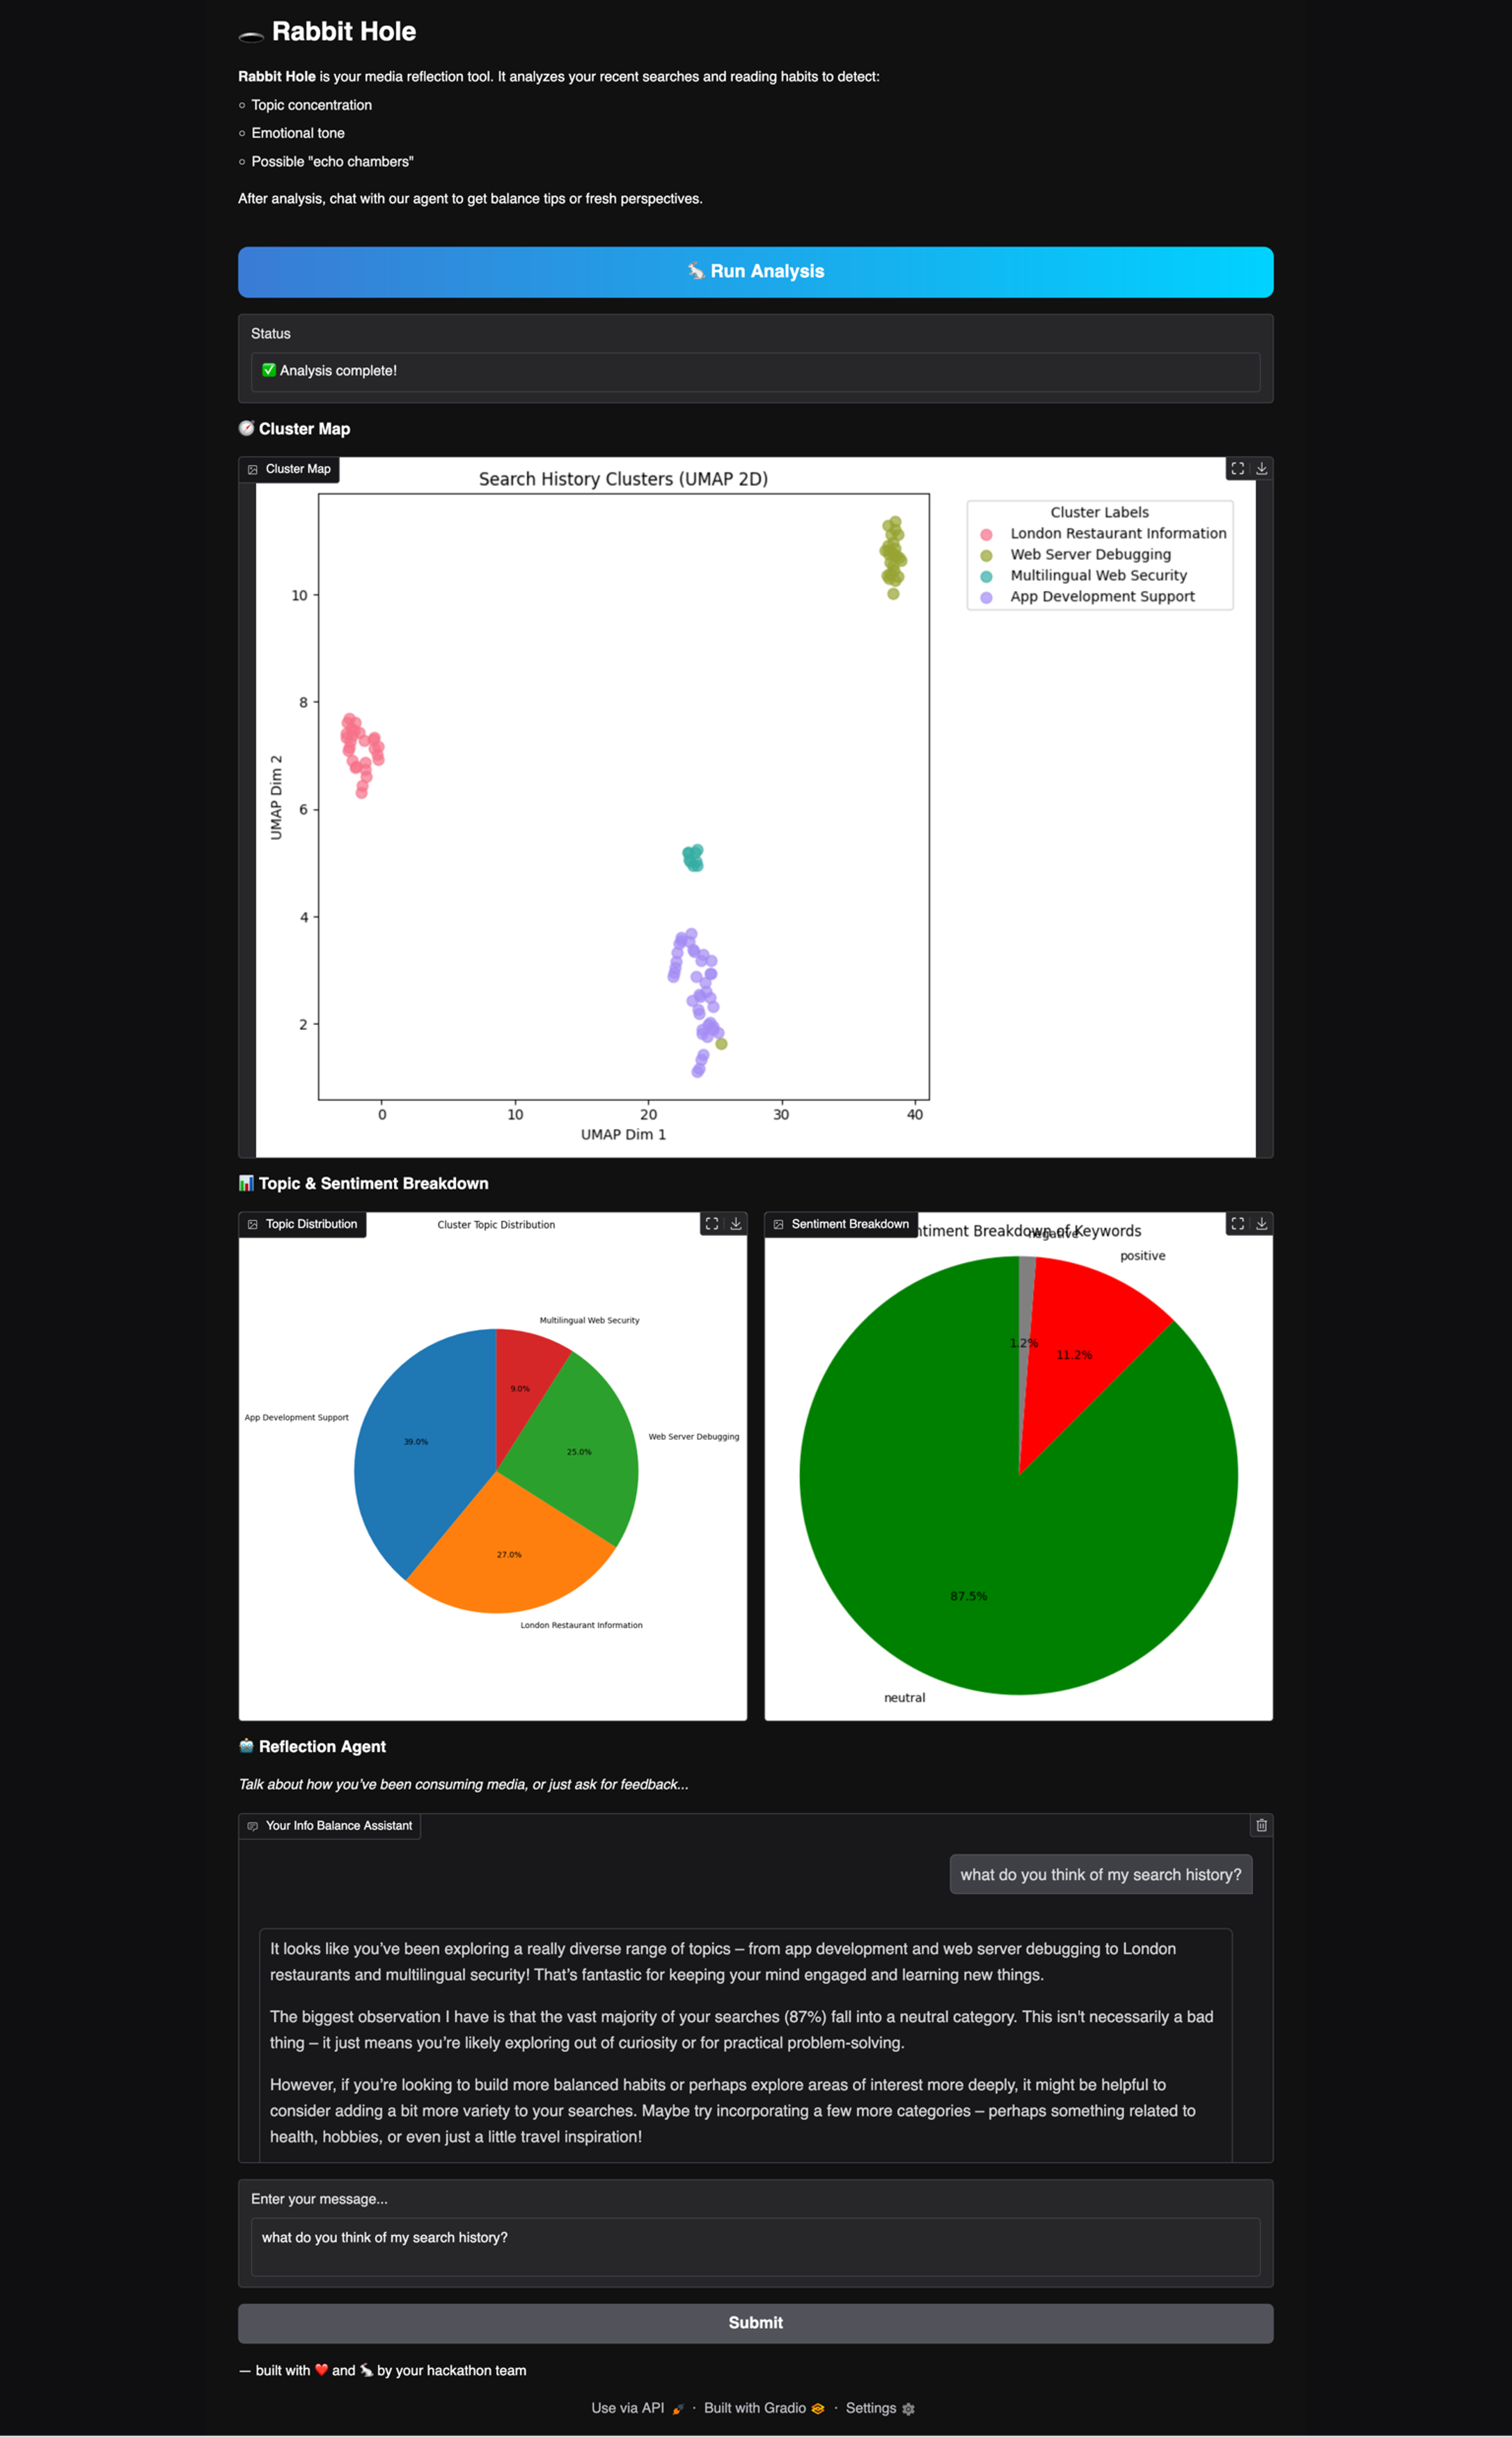 Rabbit Hole
Rabbit Hole is your media reflection tool. It analyzes your recent searches and reading habits to detect:
Topic concentration
Emotional tone
Possible "echo chambers"
After analysis, chat with our agent to get balance tips or fresh perspectives.
Run Analysis
Status
✅ Analysis complete!
Cluster Map
Cluster Map
Search History Clusters (UMAP 2D)
Cluster Labels
London Restaurant Information
Web Server Debugging
Multilingual Web Security
App Development Support
10
8
6
4
2
UMAP Dim 2
0 10 20 30 40
UMAP Dim 1
Topic & Sentiment Breakdown
Topic Distribution
Cluster Topic Distribution
Multilingual Web Security
9.0%
App Development Support
39.0%
Web Server Debugging
25.0%
27.0%
London Restaurant Information
Sentiment Breakdown
ntiment Breakdown of Keywords
negative
positive
1.2%
11.2%
87.5%
neutral
Reflection Agent
Talk about how you’ve been consuming media, or just ask for feedback...
Your Info Balance Assistant
what do you think of my search history?
It looks like you’ve been exploring a really diverse range of topics – from app development and web server debugging to London
restaurants and multilingual security! That’s fantastic for keeping your mind engaged and learning new things.
The biggest observation I have is that the vast majority of your searches (87%) fall into a neutral category. This isn't necessarily a bad
thing – it just means you’re likely exploring out of curiosity or for practical problem-solving.
However, if you’re looking to build more balanced habits or perhaps explore areas of interest more deeply, it might be helpful to
consider adding a bit more variety to your searches. Maybe try incorporating a few more categories – perhaps something related to
health, hobbies, or even just a little travel inspiration!
Enter your message...
what do you think of my search history?
Submit
— built with ❤️ and 🐇 by your hackathon team
Use via API · Built with Gradio · Settings